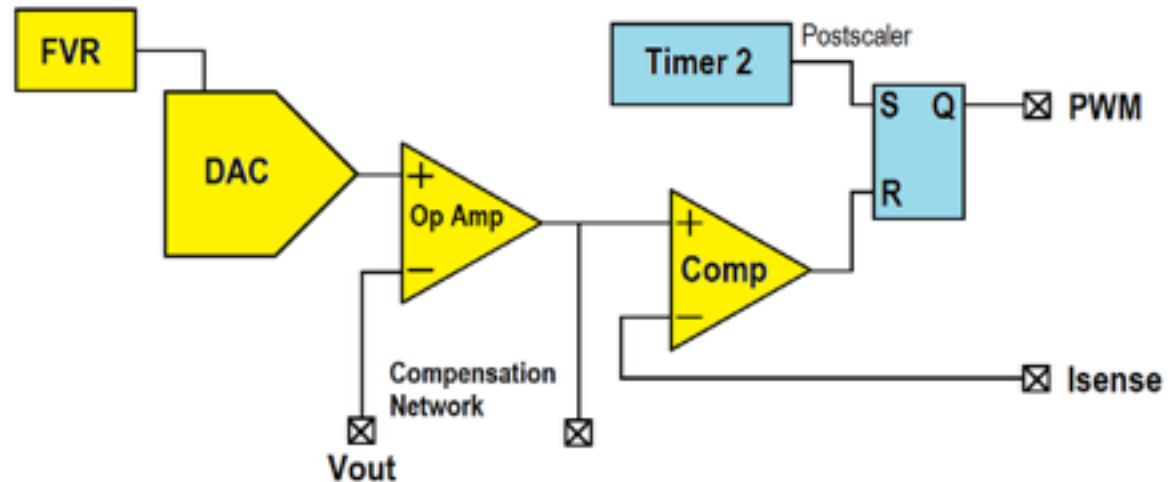 FVR
Timer 2
Postscaler
S Q
PWM
DAC
+
Op Amp
−
R
+
Comp
−
Compensation
Network
Isense
Vout